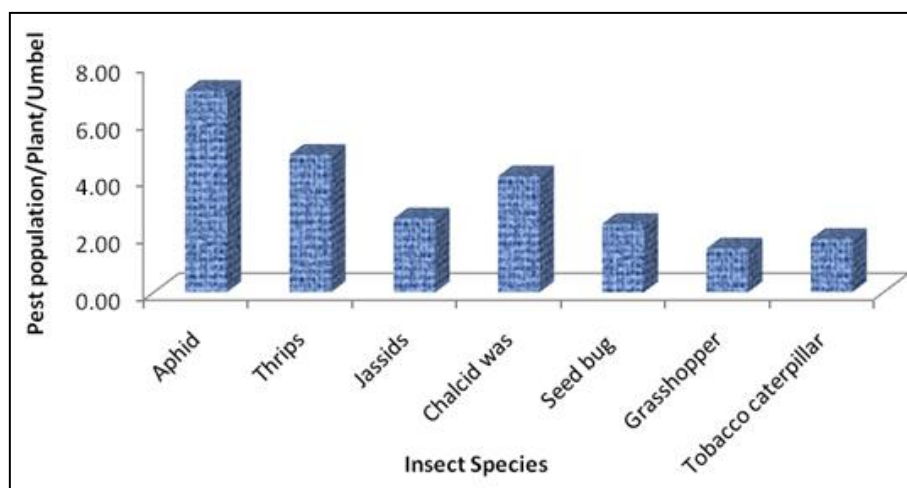 Pest population/Plant/Umbel
8.00
6.00
4.00
2.00
0.00
Aphid
Thrips
Jassids
Chalcid was
Seed bug
Grasshopper
Tobacco caterpillar
Insect Species